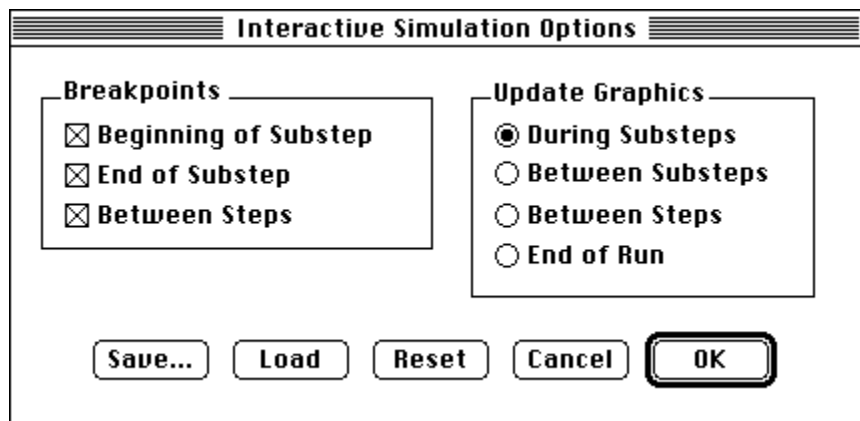 Interactive Simulation Options
Breakpoints
Beginning of Substep
End of Substep
Between Steps
Update Graphics
During Substeps
Between Substeps
Between Steps
End of Run
Save... Load Reset Cancel OK